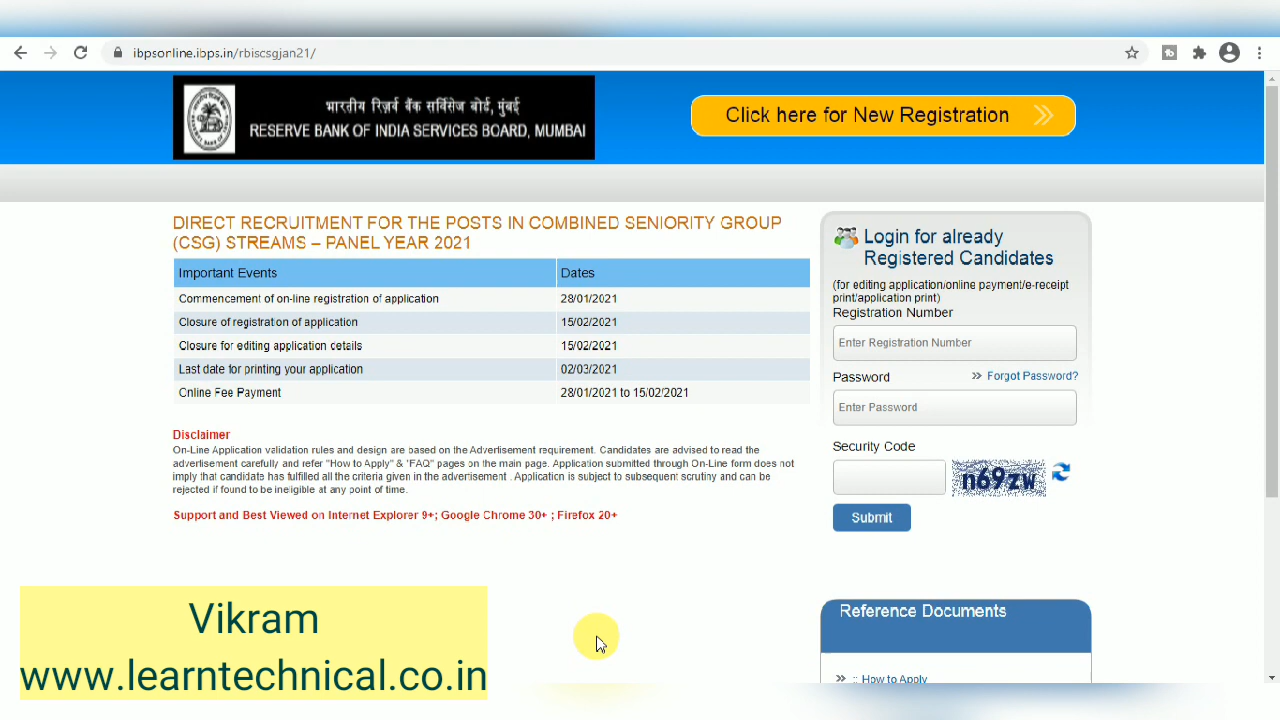 ibpsonline.ibps.in/rbiscsgjan21/
भारतीय रिज़र्व बैंक सर्विसेज बोर्ड, मुंबई
RESERVE BANK OF INDIA SERVICES BOARD, MUMBAI
Click here for New Registration
DIRECT RECRUITMENT FOR THE POSTS IN COMBINED SENIORITY GROUP
(CSG) STREAMS – PANEL YEAR 2021
Important Events Dates
Commencement of on-line registration of application 28/01/2021
Closure of registration of application 15/02/2021
Closure for editing application details 15/02/2021
Last date for printing your application 02/03/2021
Online Fee Payment 28/01/2021 to 15/02/2021
Disclaimer
On-Line Application validation rules and design are based on the Advertisement requirement. Candidates are advised to read the
advertisement carefully and refer "How to Apply" & "FAQ" pages on the main page. Application submitted through On-Line form does not
imply that candidate has fulfilled all the criteria given in the advertisement . Application is subject to subsequent scrutiny and can be
rejected if found to be ineligible at any point of time.
Support and Best Viewed on Internet Explorer 9+; Google Chrome 30+ ; Firefox 20+
Login for already
Registered Candidates
(for editing application/online payment/e-receipt
print/application print)
Registration Number
Enter Registration Number
Password
Forgot Password?
Enter Password
Security Code
n69zw
Submit
Reference Documents
:: How to Apply
Vikram
www.learntechnical.co.in